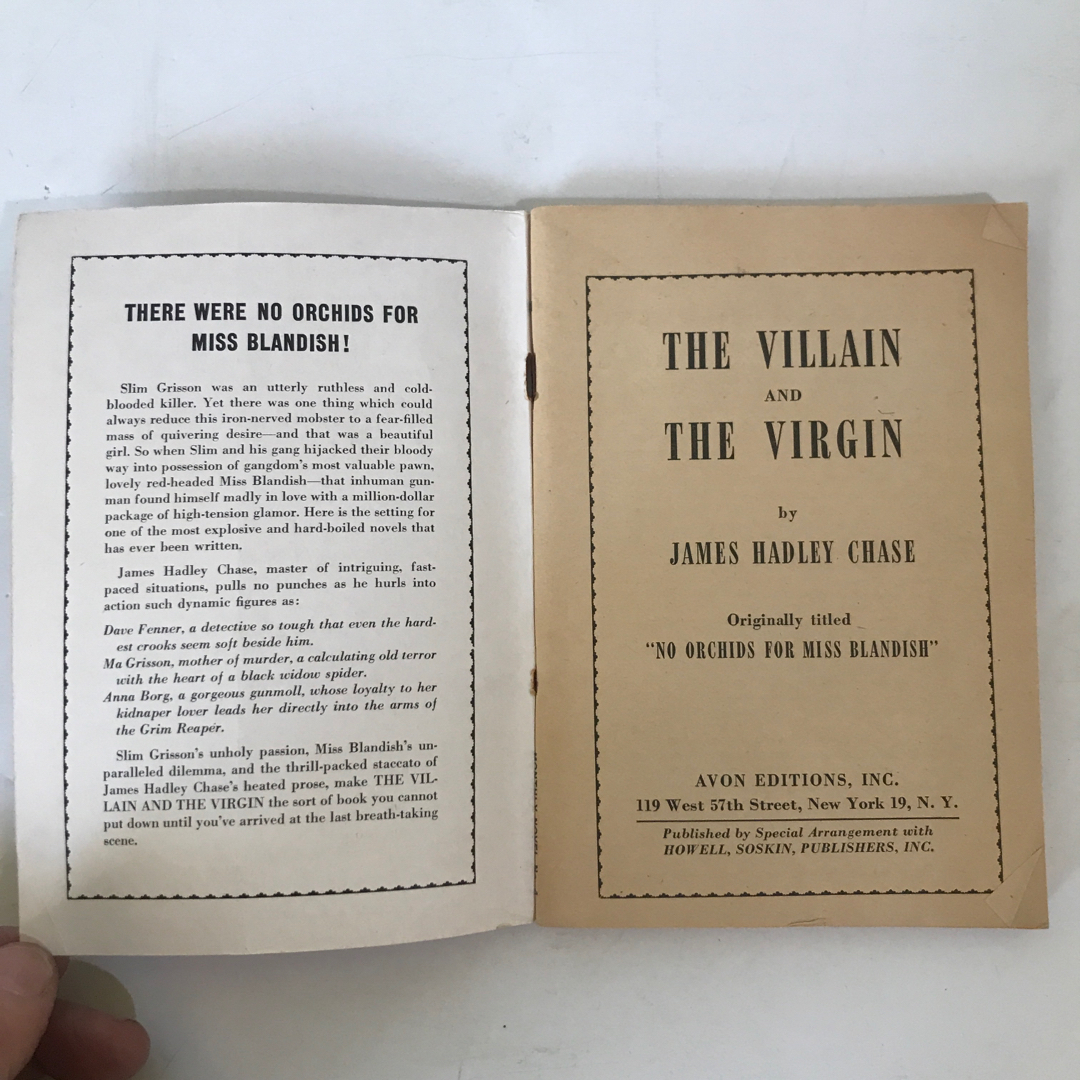 THERE WERE NO ORCHIDS FOR
MISS BLANDISH!
Slim Grisson was an utterly ruthless and cold-
blooded killer. Yet there was one thing which could
always reduce this iron-nerved mobster to a fear-filled
mass of quivering desire—and that was a beautiful
girl. So when Slim and his gang hijacked their bloody
way into possession of gangdom's most valuable pawn,
lovely red-headed Miss Blandish—that inhuman gun-
man found himself madly in love with a million-dollar
package of high-tension glamor. Here is the setting for
one of the most explosive and hard-boiled novels that
has ever been written.
James Hadley Chase, master of intriguing, fast-
paced situations, pulls no punches as he hurls into
action such dynamic figures as:
Dave Fenner, a detective so tough that even the hard-
est crooks seem soft beside him.
Ma Grisson, mother of murder, a calculating old terror
with the heart of a black widow spider.
Anna Borg, a gorgeous gunmoll, whose loyalty to her
kidnaper lover leads her directly into the arms of
the Grim Reaper.
Slim Grisson's unholy passion, Miss Blandish's un-
paralleled dilemma, and the thrill-packed staccato of
James Hadley Chase's heated prose, make THE VIL-
LAIN AND THE VIRGIN the sort of book you cannot
put down until you've arrived at the last breath-taking
scene.
THE VILLAIN
AND
THE VIRGIN
by
JAMES HADLEY CHASE
Originally titled
"NO ORCHIDS FOR MISS BLANDISH"
AVON EDITIONS, INC.
119 West 57th Street, New York 19, N. Y.
Published by Special Arrangement with
HOWELL, SOSKIN, PUBLISHERS, INC.